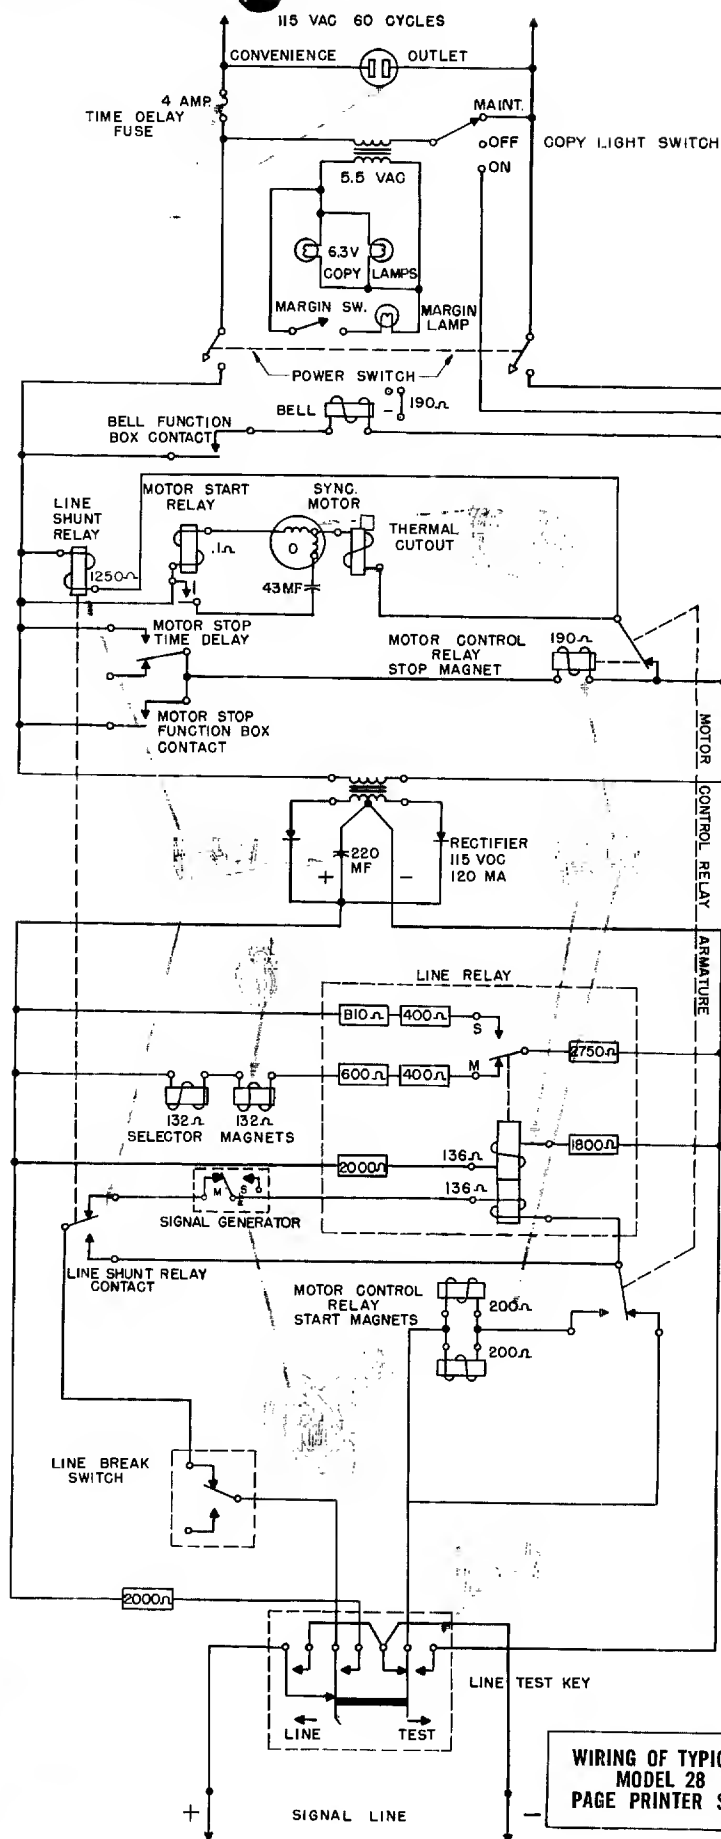 115 VAC 60 CYCLES
CONVENIENCE OUTLET
4 AMP.
TIME DELAY
FUSE
MAINT.
OFF
ON
COPY LIGHT SWITCH
5.5 VAC
6.3V
COPY LAMPS
MARGIN SW.
MARGIN
LAMP
POWER SWITCH
BELL
190Ω
BELL FUNCTION
BOX CONTACT
LINE
SHUNT
RELAY
1250Ω
MOTOR START
RELAY
.1Ω
SYNC.
MOTOR
THERMAL
CUTOUT
43MF
MOTOR STOP
TIME DELAY
MOTOR CONTROL
RELAY
STOP MAGNET
190Ω
MOTOR STOP
FUNCTION BOX
CONTACT
MOTOR CONTROL RELAY ARMATURE
220
MF
+
-
RECTIFIER
115 VDC
120 MA
LINE RELAY
810Ω
400Ω
S
M
2750Ω
600Ω
400Ω
132Ω
132Ω
SELECTOR MAGNETS
2000Ω
136Ω
136Ω
1800Ω
M
S
SIGNAL GENERATOR
LINE SHUNT RELAY
CONTACT
MOTOR CONTROL
RELAY
START MAGNETS
200Ω
200Ω
LINE BREAK
SWITCH
2000Ω
LINE TEST KEY
LINE
TEST
+
SIGNAL LINE
-
WIRING OF TYPIC
MODEL 28
PAGE PRINTER S